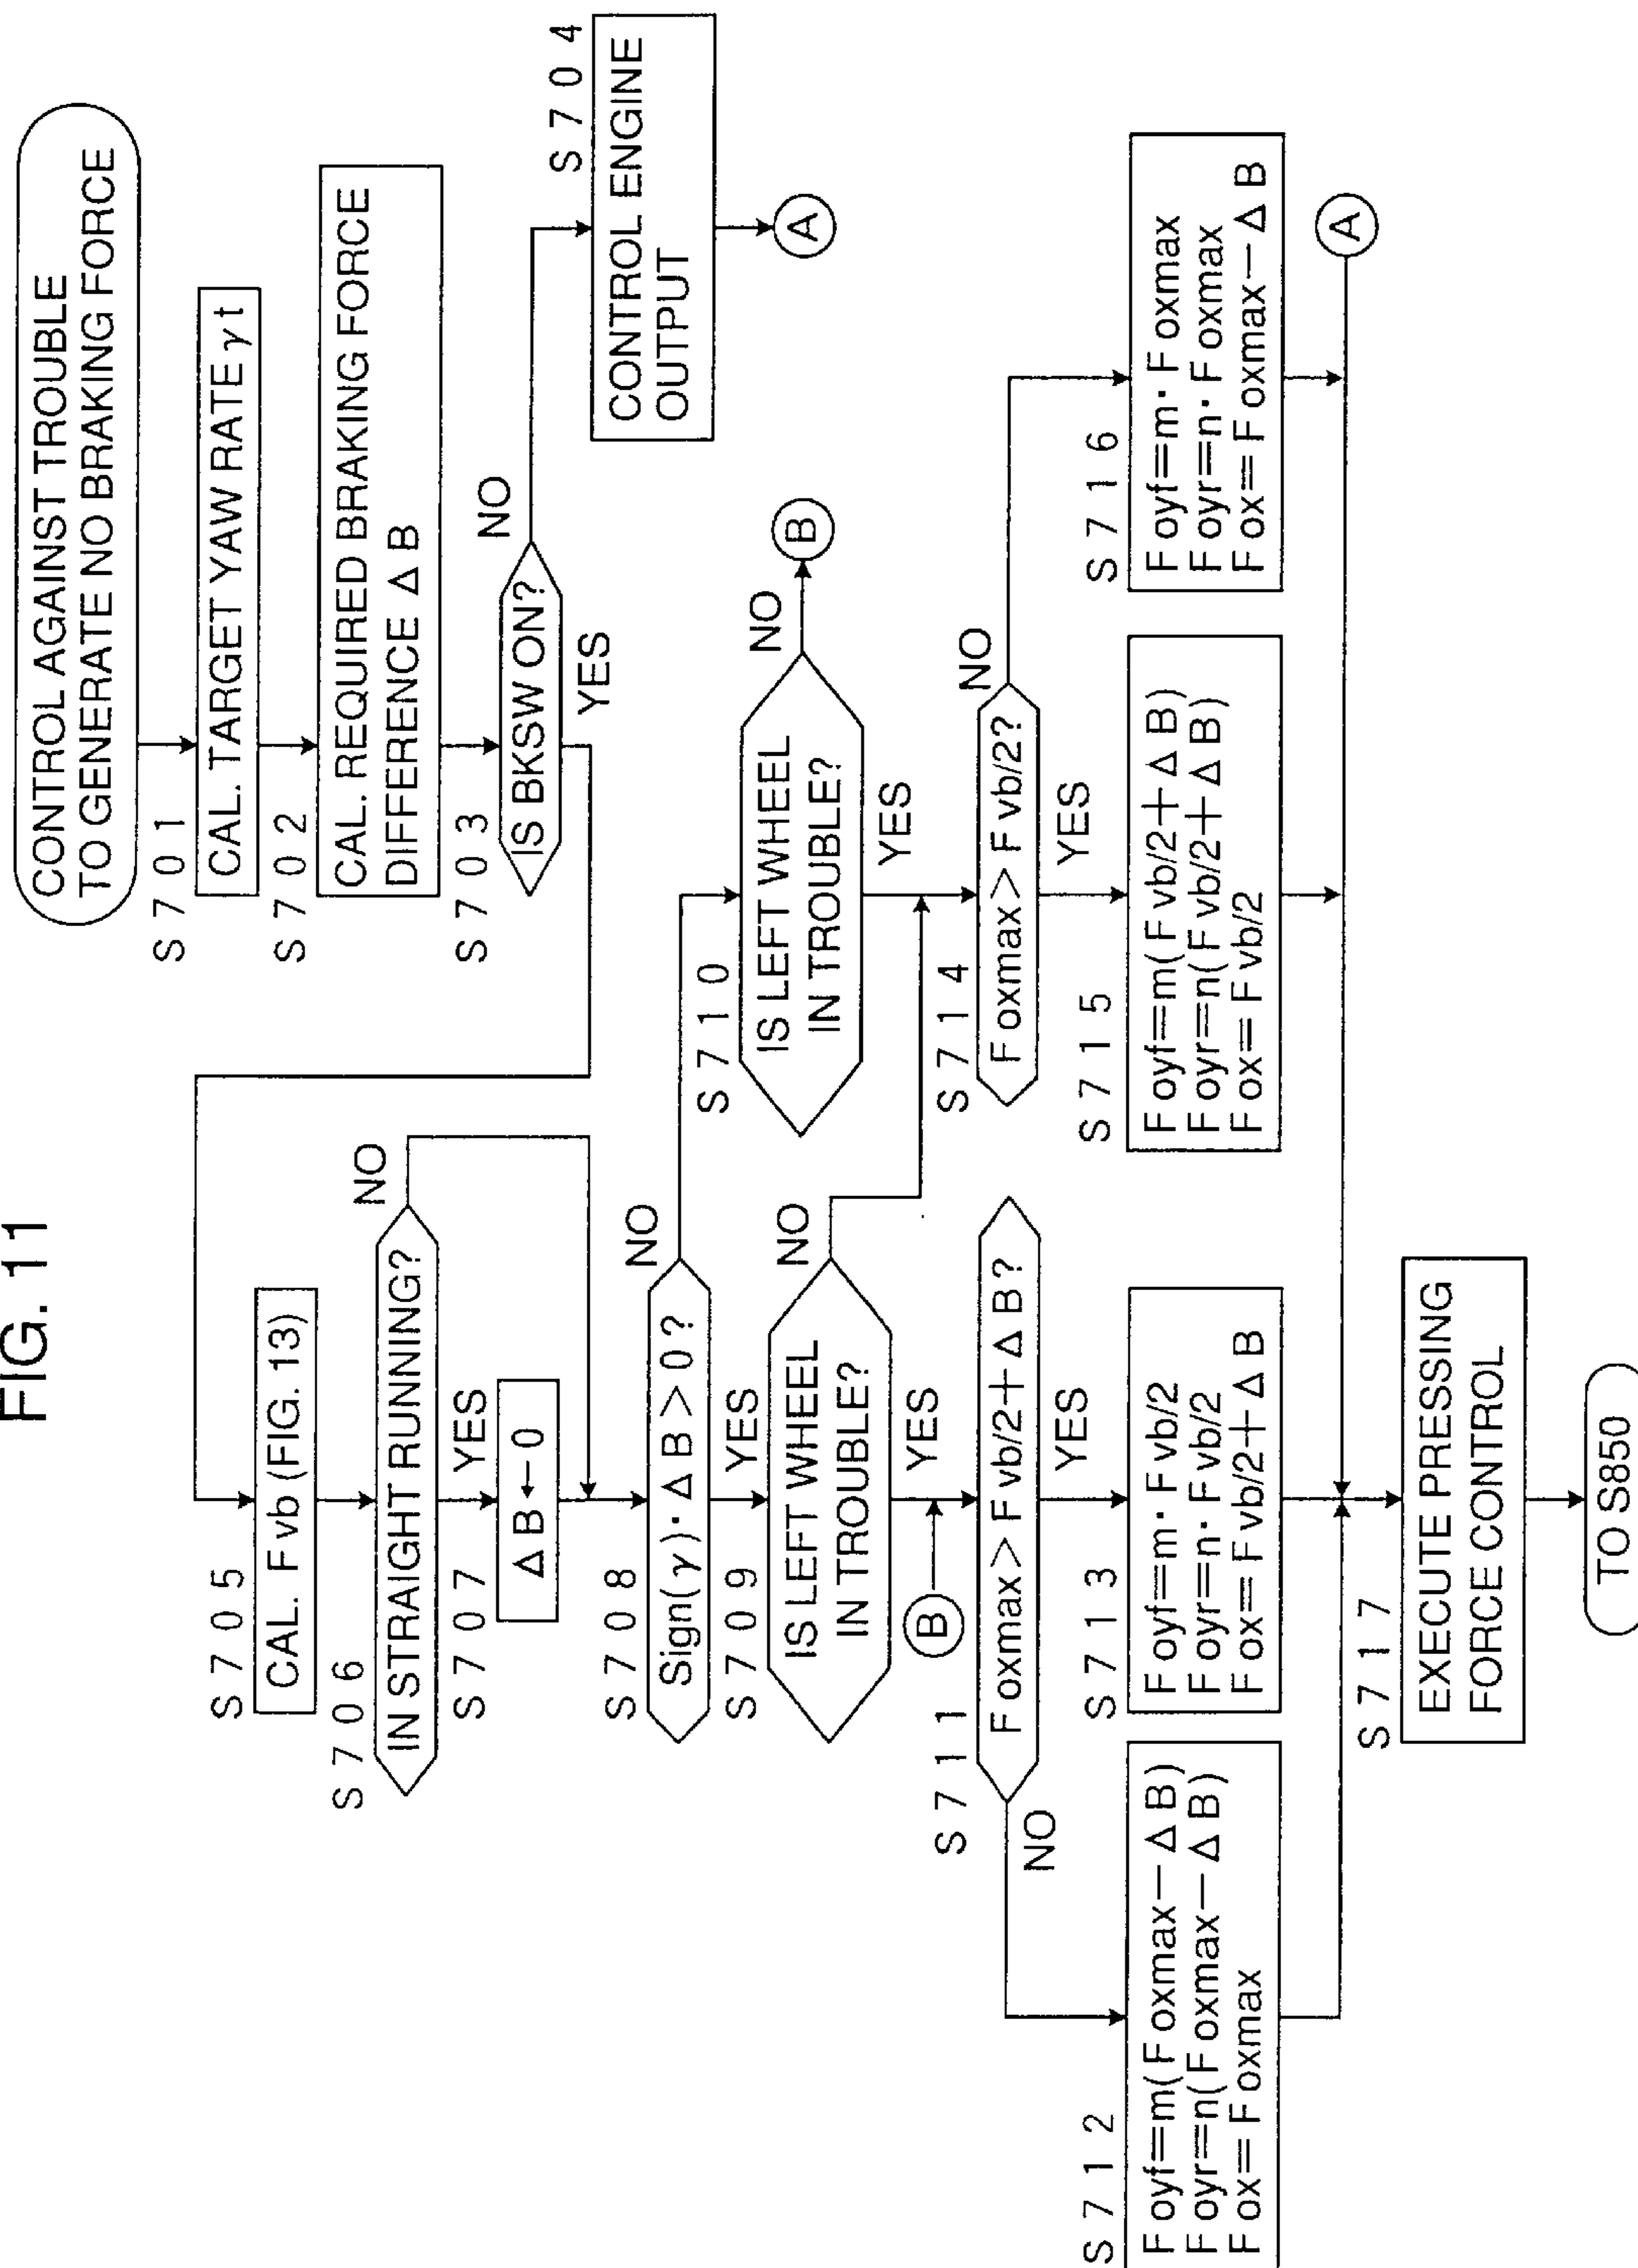 FIG. 11
CONTROL AGAINST TROUBLE
TO GENERATE NO BRAKING FORCE
S701
CAL. TARGET YAW RATE γt
S702
CAL. REQUIRED BRAKING FORCE
DIFFERENCE ΔB
S703
IS BKSW ON?
NO
YES
S704
CONTROL ENGINE
OUTPUT
A
S705
CAL. Fvb (FIG. 13)
S706
IN STRAIGHT RUNNING?
NO
S707
YES
ΔB←0
S708
Sign(γ)·ΔB>0?
NO
S709
YES
IS LEFT WHEEL
IN TROUBLE?
NO
YES
S710
IS LEFT WHEEL
IN TROUBLE?
NO
B
YES
B
S711
Foxmax>Fvb/2+ΔB?
NO
YES
S712
Foyf=m(Foxmax-ΔB)
Foyr=n(Foxmax-ΔB)
Fox=Foxmax
S713
Foyf=m·Fvb/2
Foyr=n·Fvb/2
Fox=Fvb/2+ΔB
S714
Foxmax>Fvb/2?
NO
YES
S715
Foyf=m(Fvb/2+ΔB)
Foyr=n(Fvb/2+ΔB)
Fox=Fvb/2
S716
Foyf=m·Foxmax
Foyr=n·Foxmax
Fox=Foxmax-ΔB
A
S717
EXECUTE PRESSING
FORCE CONTROL
TO S850